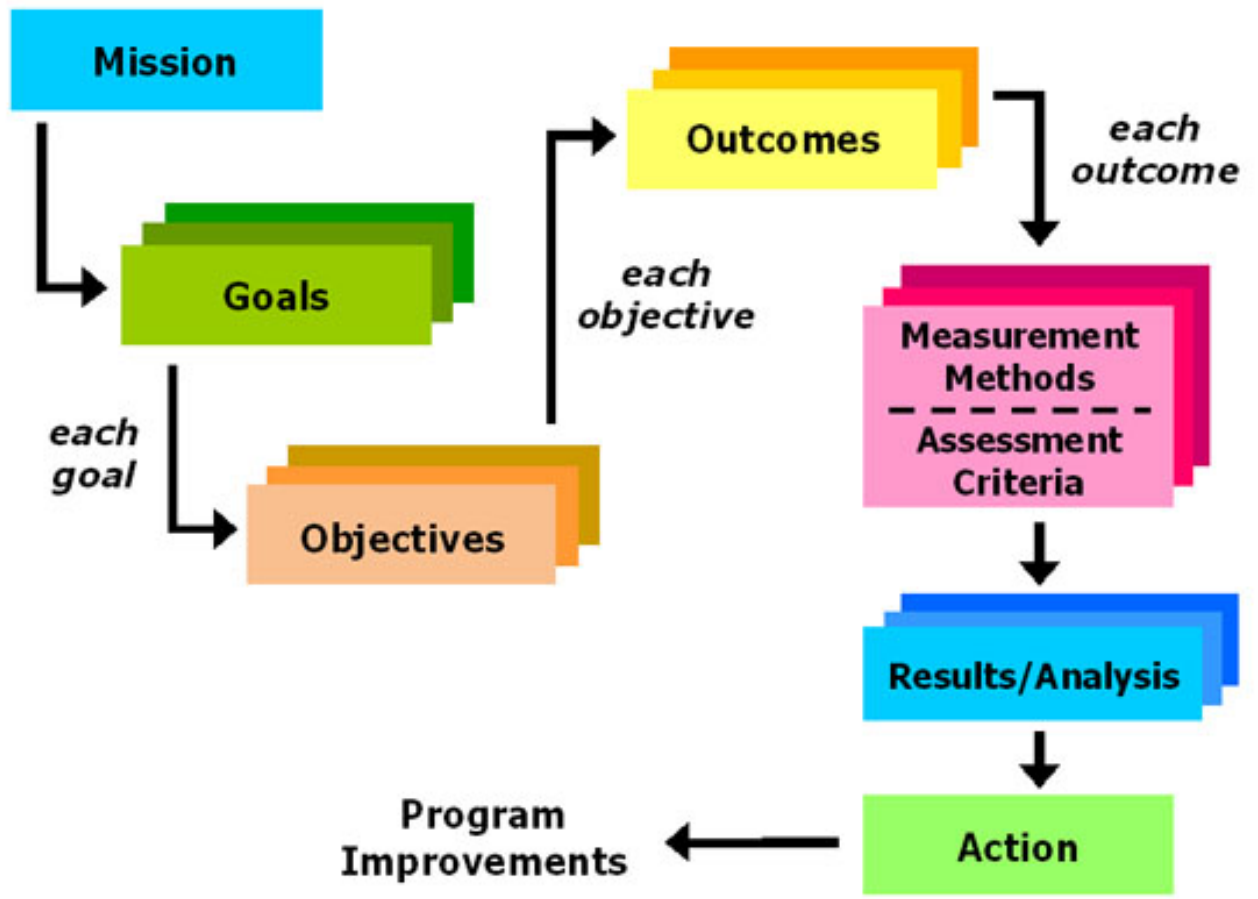 Mission
Goals
each
goal
Objectives
each
objective
Outcomes
each
outcome
Measurement
Methods
Assessment
Criteria
Results/Analysis
Action
Program
Improvements